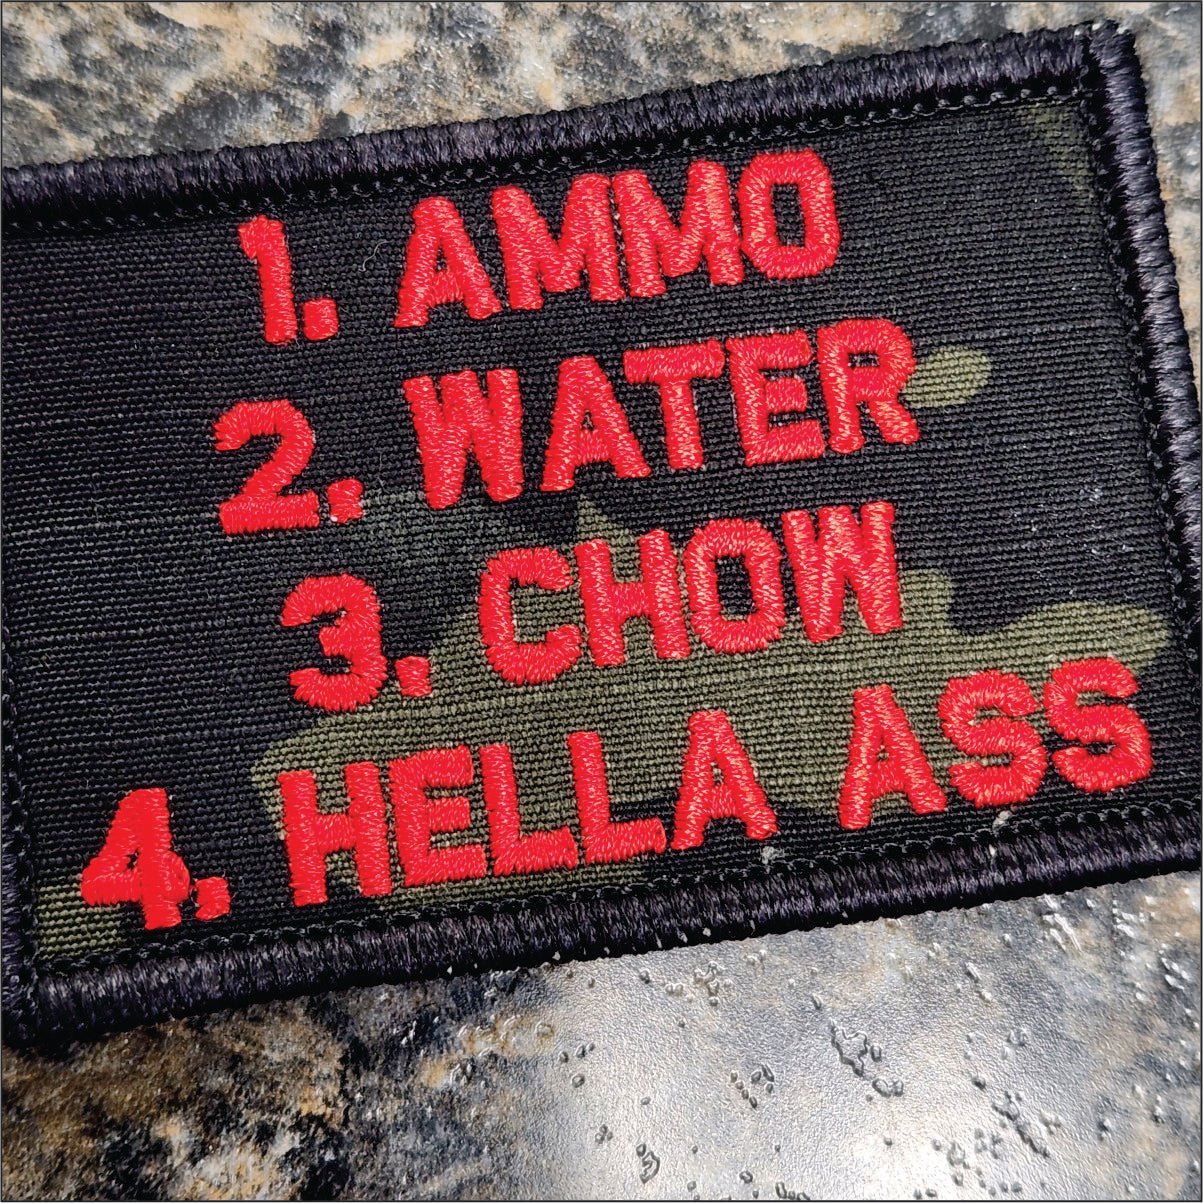 1. AMMO
2. WATER
3. CHOW
4. HELLA ASS